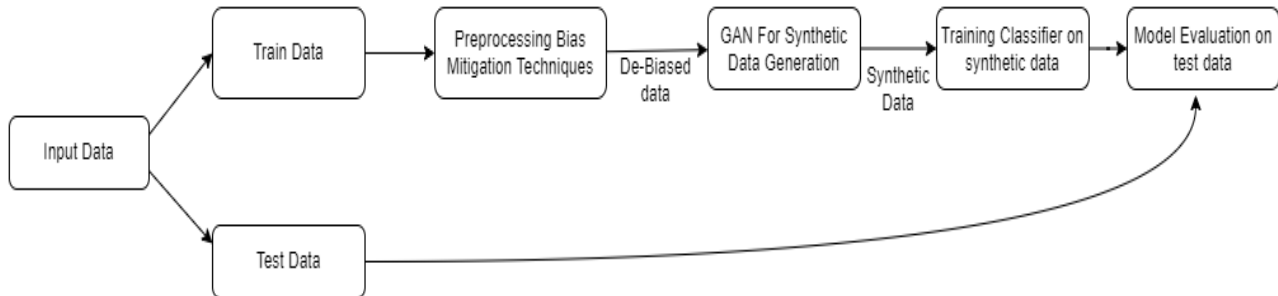 Input Data
Train Data
Preprocessing Bias
Mitigation Techniques
De-Biased
data
GAN For Synthetic
Data Generation
Synthetic
Data
Training Classifier on
synthetic data
Model Evaluation on
test data
Test Data